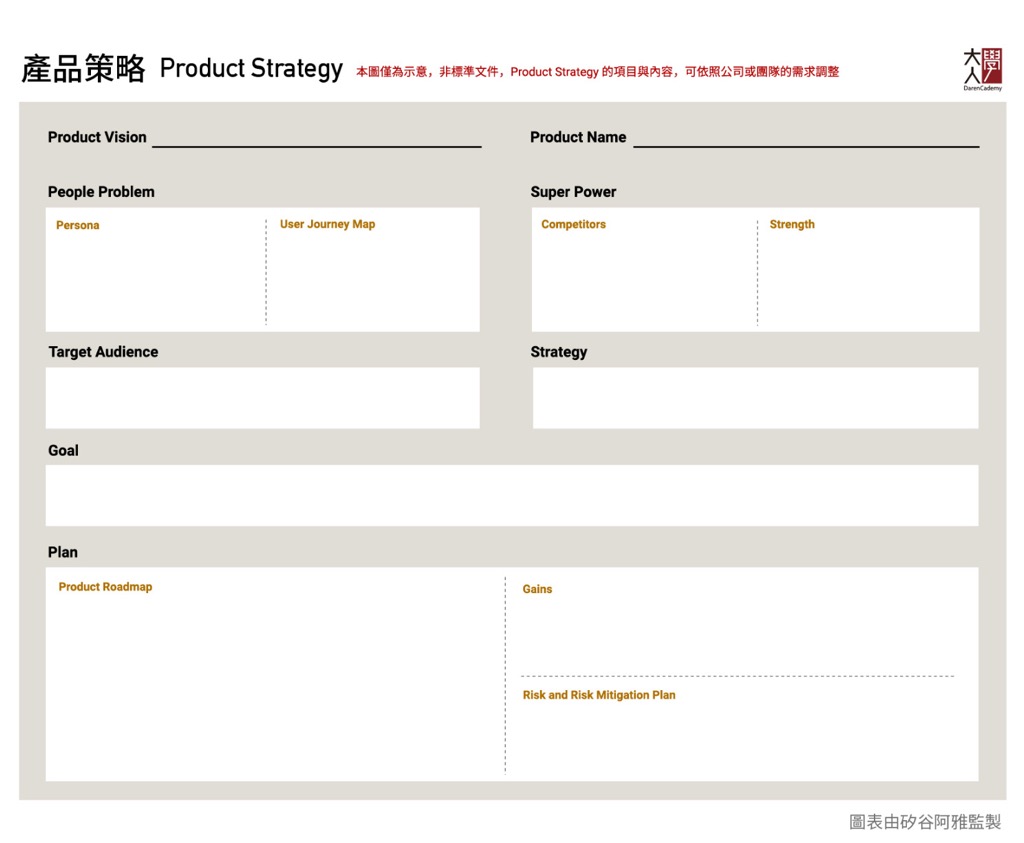 產品策略 Product Strategy 本圖僅為示意，非標準文件，Product Strategy 的項目與內容，可依照公司或團隊的需求調整
大人學
DarenCademy
Product Vision
Product Name
People Problem
Persona
User Journey Map
Super Power
Competitors
Strength
Target Audience
Strategy
Goal
Plan
Product Roadmap
Gains
Risk and Risk Mitigation Plan
圖表由矽谷阿雅監製